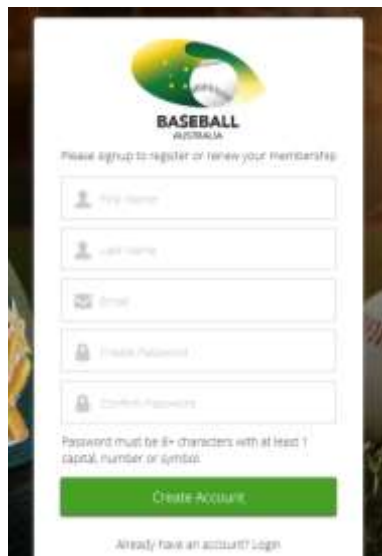 BASEBALL
AUSTRALIA
Please signup to register or renew your membership
First Name
Last Name
Email
Create Password
Confirm Password
Password must be 8+ characters with at least 1
capital, number or symbol.
Create Account
Already have an account? Login